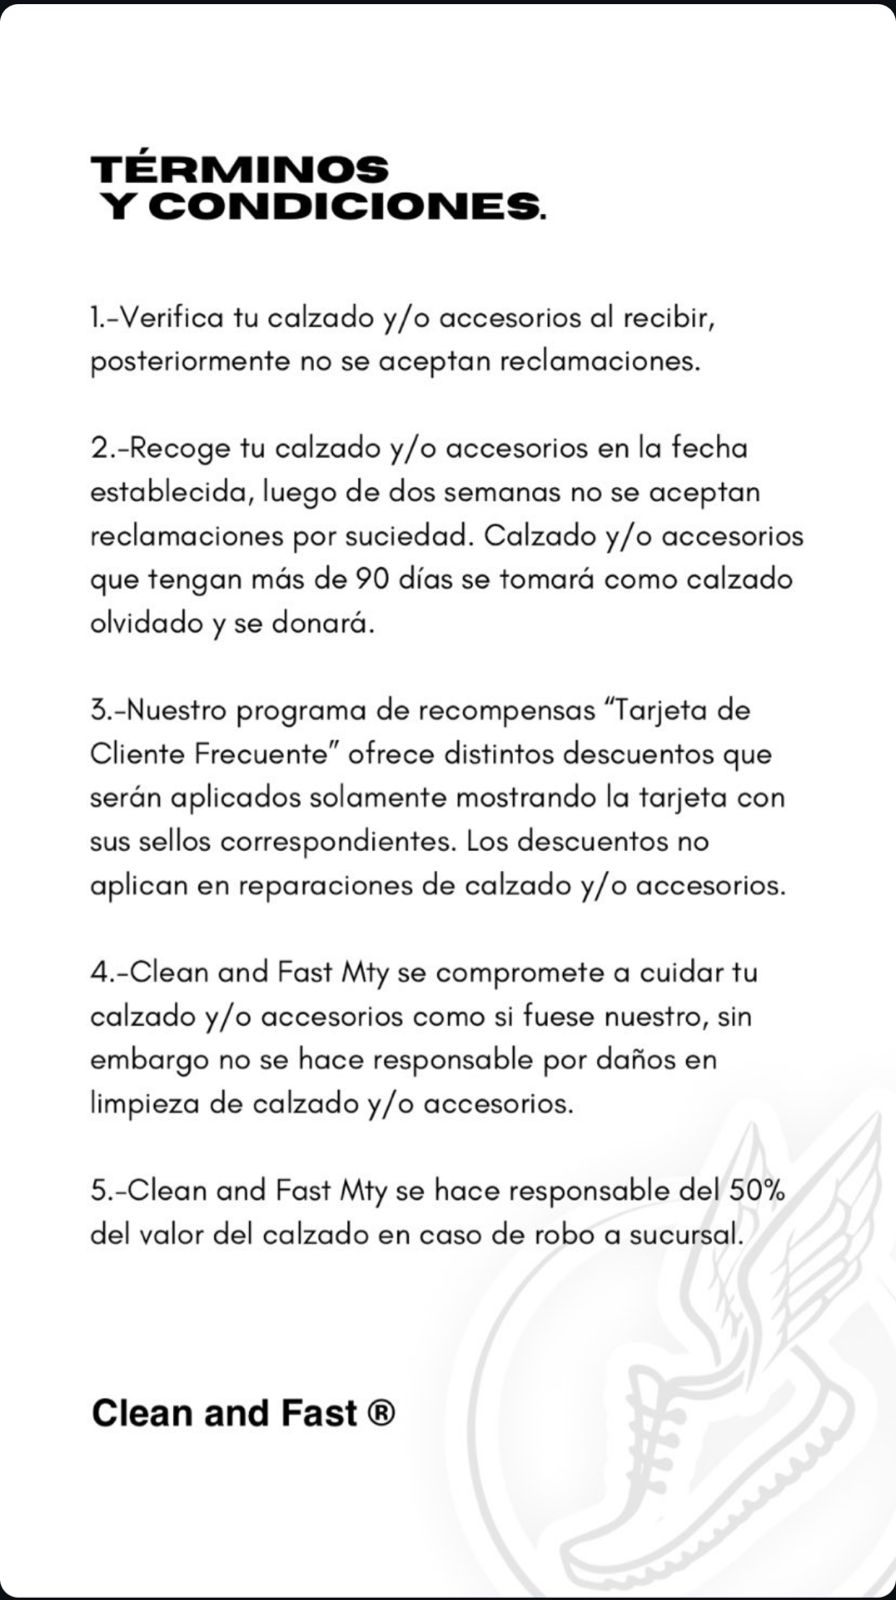 TÉRMINOS
Y CONDICIONES.
1.-Verifica tu calzado y/o accesorios al recibir,
posteriormente no se aceptan reclamaciones.
2.-Recoge tu calzado y/o accesorios en la fecha
establecida, luego de dos semanas no se aceptan
reclamaciones por suciedad. Calzado y/o accesorios
que tengan más de 90 días se tomará como calzado
olvidado y se donará.
3.-Nuestro programa de recompensas “Tarjeta de
Cliente Frecuente” ofrece distintos descuentos que
serán aplicados solamente mostrando la tarjeta con
sus sellos correspondientes. Los descuentos no
aplican en reparaciones de calzado y/o accesorios.
4.-Clean and Fast Mty se compromete a cuidar tu
calzado y/o accesorios como si fuese nuestro, sin
embargo no se hace responsable por daños en
limpieza de calzado y/o accesorios.
5.-Clean and Fast Mty se hace responsable del 50%
del valor del calzado en caso de robo a sucursal.
Clean and Fast ®